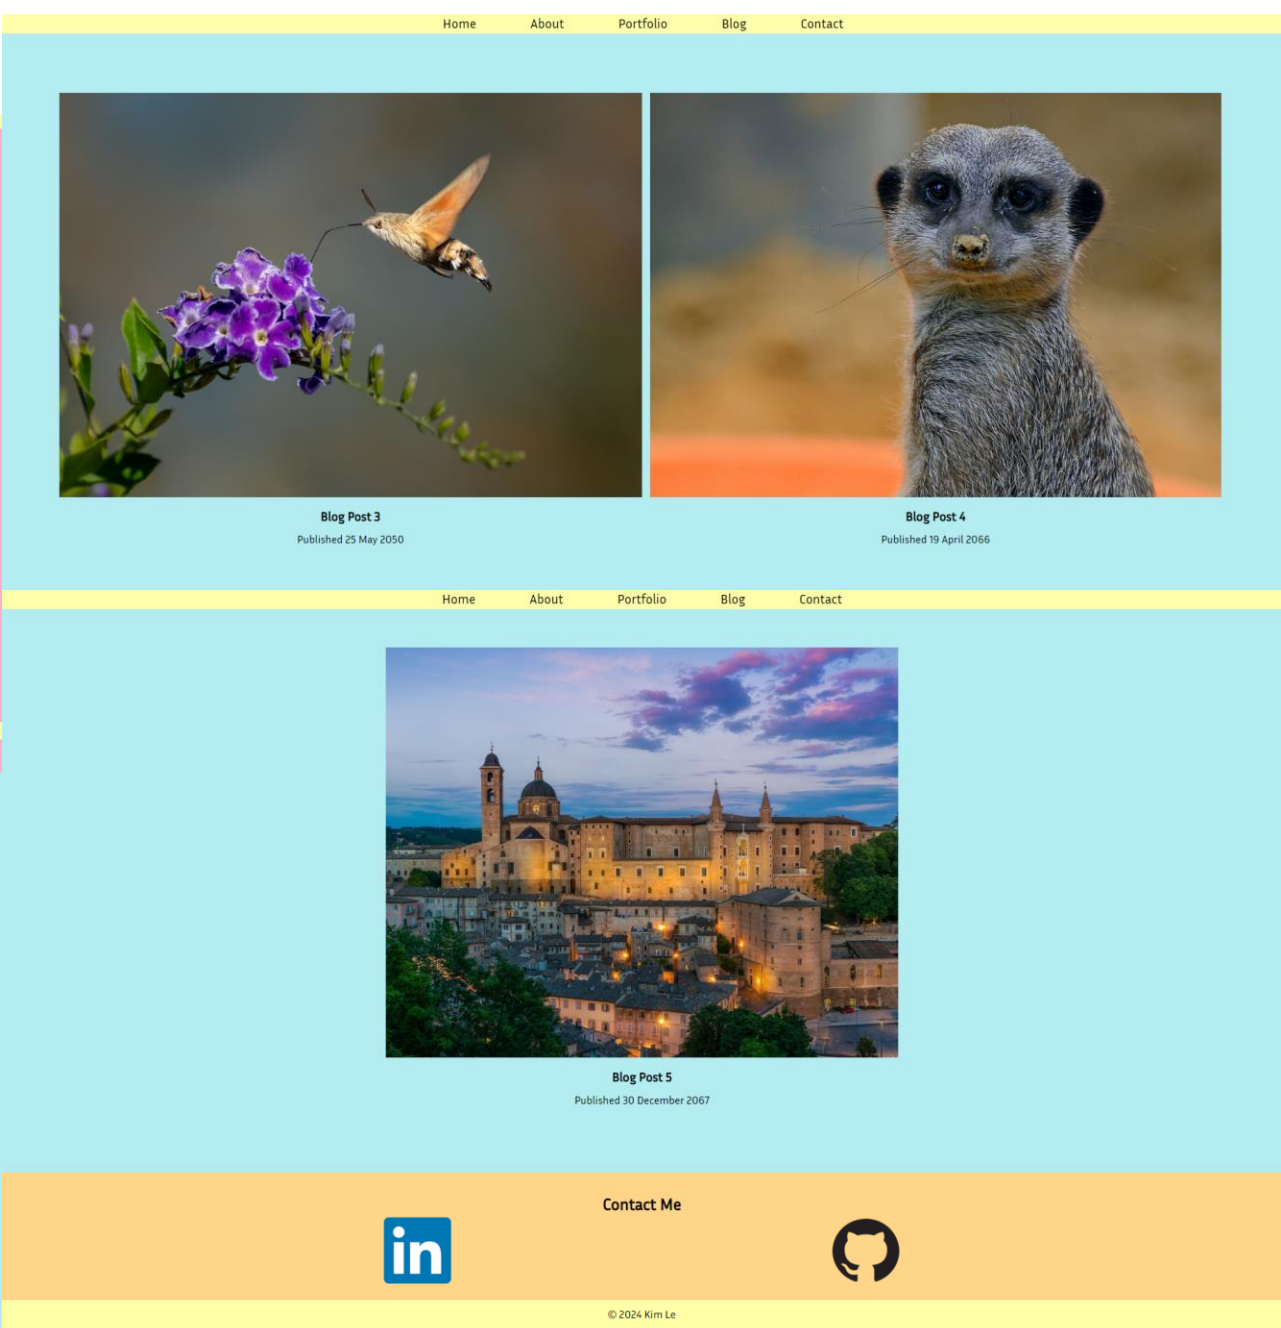 Home About Portfolio Blog Contact
Blog Post 3 Blog Post 4
Published 25 May 2050 Published 19 April 2066
Home About Portfolio Blog Contact
Blog Post 5
Published 30 December 2067
Contact Me
in
© 2024 Kim Le